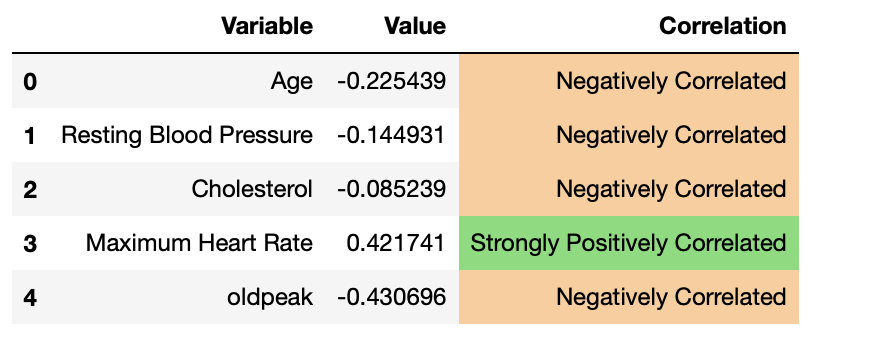 Variable Value Correlation
0 Age -0.225439 Negatively Correlated
1 Resting Blood Pressure -0.144931 Negatively Correlated
2 Cholesterol -0.085239 Negatively Correlated
3 Maximum Heart Rate 0.421741 Strongly Positively Correlated
4 oldpeak -0.430696 Negatively Correlated